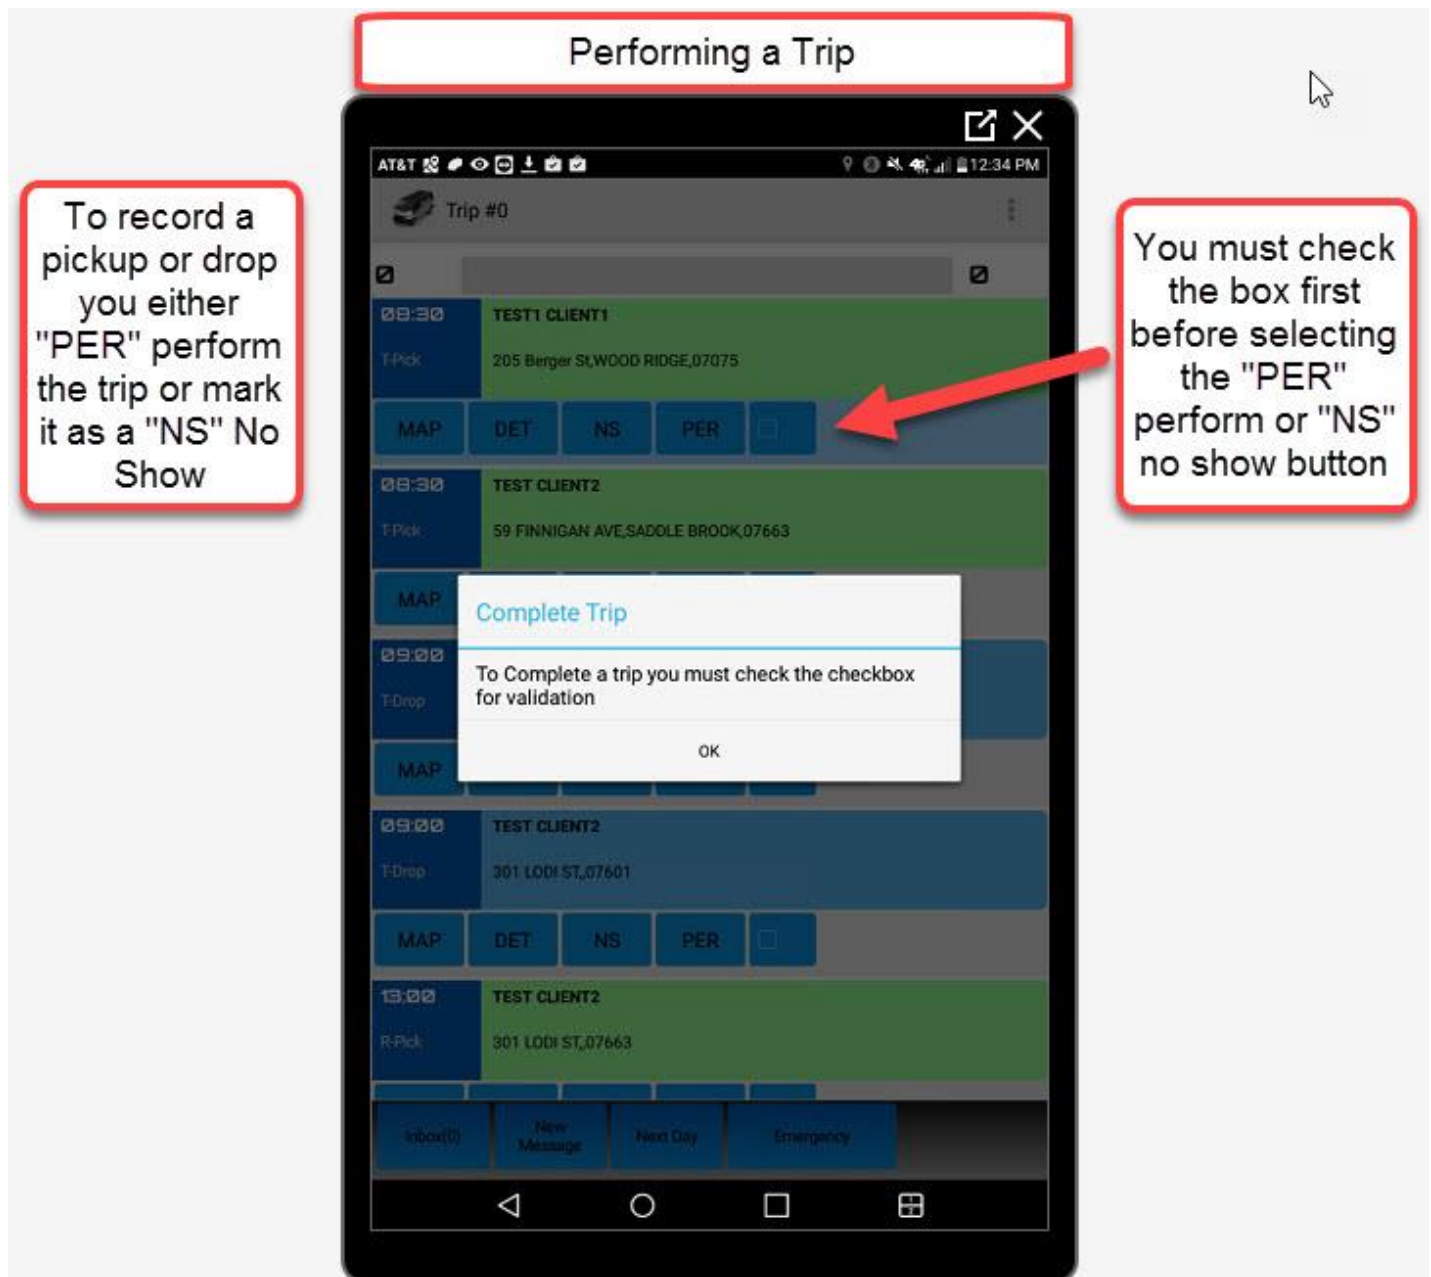 Performing a Trip
To record a
pickup or drop
you either
"PER" perform
the trip or mark
it as a "NS" No
Show
You must check
the box first
before selecting
the "PER"
perform or "NS"
no show button
AT&T 12:34 PM
Trip #0
0 0
08:30 TEST1 CLIENT1
T-Pick 205 Berger St,WOOD RIDGE,07075
MAP DET NS PER
08:30 TEST CLIENT2
T-Pick 59 FINNIGAN AVE,SADDLE BROOK,07663
MAP
Complete Trip
09:00
To Complete a trip you must check the checkbox
for validation
T-Drop
OK
MAP
09:00 TEST CLIENT2
T-Drop 301 LODI ST,,07601
MAP DET NS PER
13:00 TEST CLIENT2
R-Pick 301 LODI ST,,07663
Inbox(0) New Message Next Day Emergency